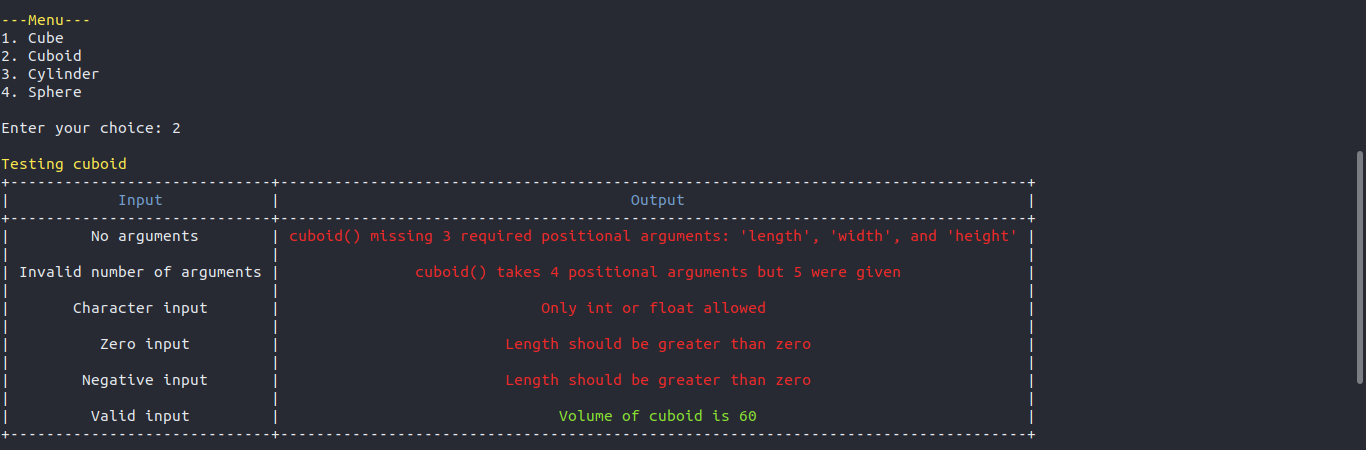 ---Menu---
1. Cube
2. Cuboid
3. Cylinder
4. Sphere
Enter your choice: 2
Testing cuboid
+-----------------------------+-----------------------------------------------------------------------------------+
|            Input            |                                       Output                                      |
+-----------------------------+-----------------------------------------------------------------------------------+
|         No arguments        | cuboid() missing 3 required positional arguments: 'length', 'width', and 'height' |
|                             |                                                                                   |
| Invalid number of arguments |               cuboid() takes 4 positional arguments but 5 were given              |
|                             |                                                                                   |
|       Character input       |                             Only int or float allowed                             |
|                             |                                                                                   |
|          Zero input         |                         Length should be greater than zero                        |
|                             |                                                                                   |
|        Negative input       |                         Length should be greater than zero                        |
|                             |                                                                                   |
|         Valid input         |                               Volume of cuboid is 60                              |
+-----------------------------+-----------------------------------------------------------------------------------+